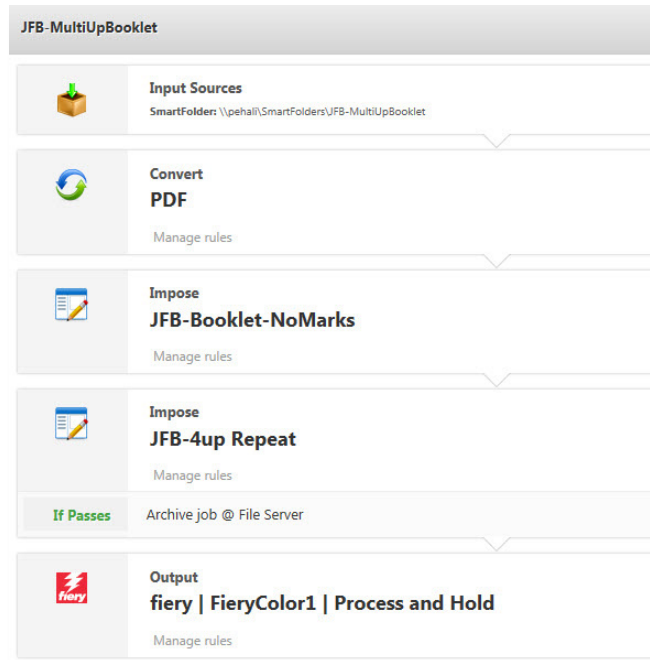 JFB-MultiUpBooklet
Input Sources
SmartFolder: \\pehali\SmartFolders\JFB-MultiUpBooklet
Convert
PDF
Manage rules
Impose
JFB-Booklet-NoMarks
Manage rules
Impose
JFB-4up Repeat
Manage rules
If Passes Archive job @ File Server
Output
fiery
fiery | FieryColor1 | Process and Hold
Manage rules